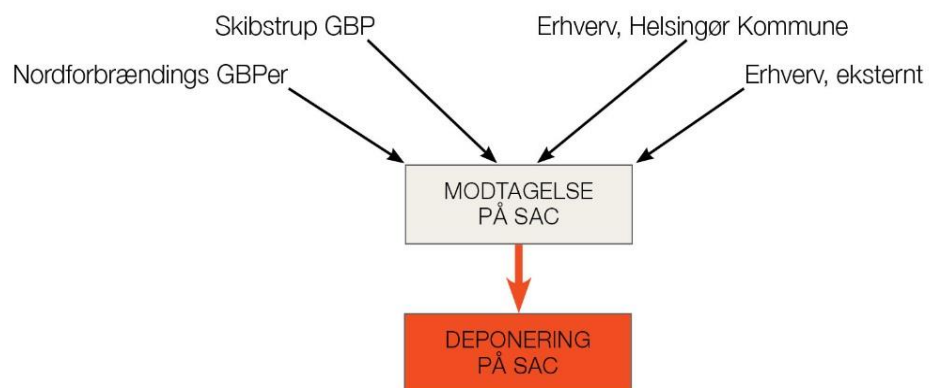 Skibstrup GBP
Erhverv, Helsingør Kommune
Nordforbrændings GBPer
Erhverv, eksternt
MODTAGELSE
PÅ SAC
DEPONERING
PÅ SAC